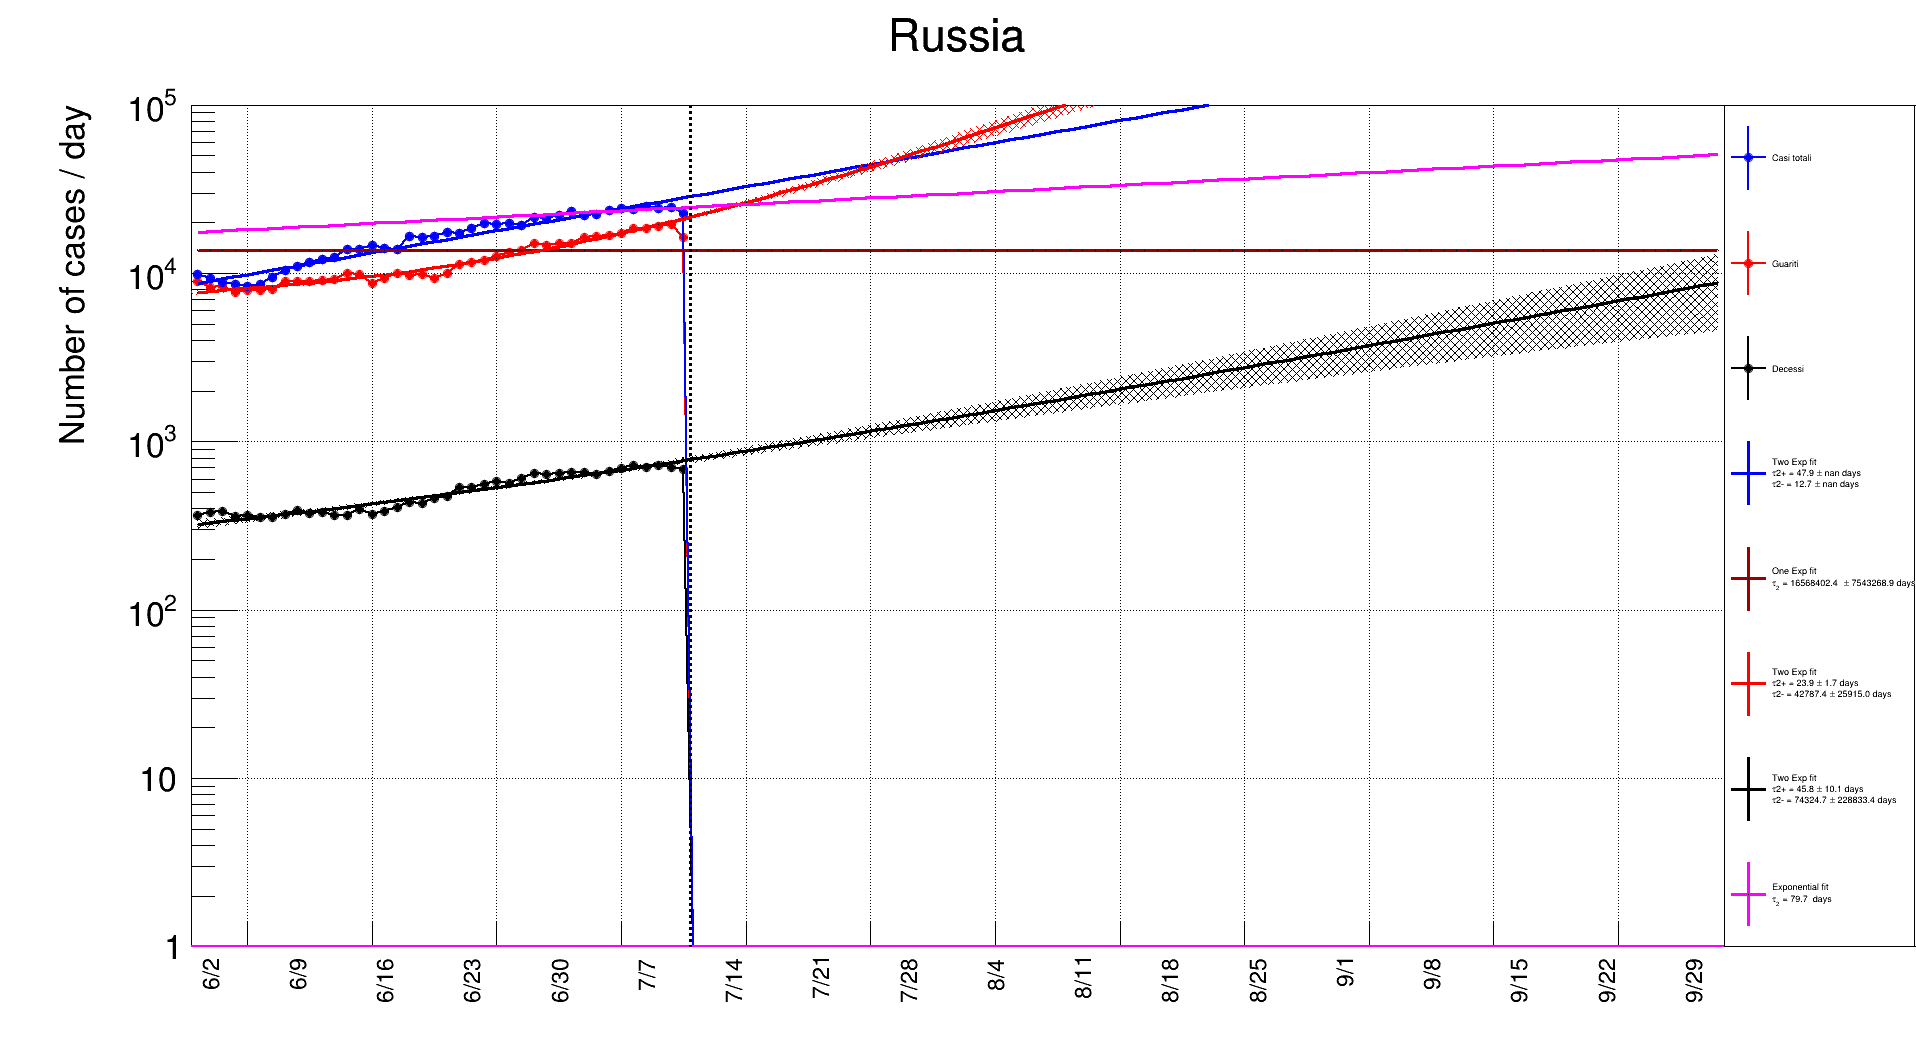 Russia
Number of cases / day
10^5
10^4
10^3
10^2
10
1
6/2
6/9
6/16
6/23
6/30
7/7
7/14
7/21
7/28
8/4
8/11
8/18
8/25
9/1
9/8
9/15
9/22
9/29
Casi totali
Guariti
Decessi
Two Exp fit
τ2+ = 47.9 ± nan days
τ2- = 12.7 ± nan days
One Exp fit
τ₂ = 16568402.4 ± 7543268.9 days
Two Exp fit
τ2+ = 23.9 ± 1.7 days
τ2- = 42787.4 ± 25915.0 days
Two Exp fit
τ2+ = 45.8 ± 10.1 days
τ2- = 74324.7 ± 228833.4 days
Exponential fit
τ₂ = 79.7 days